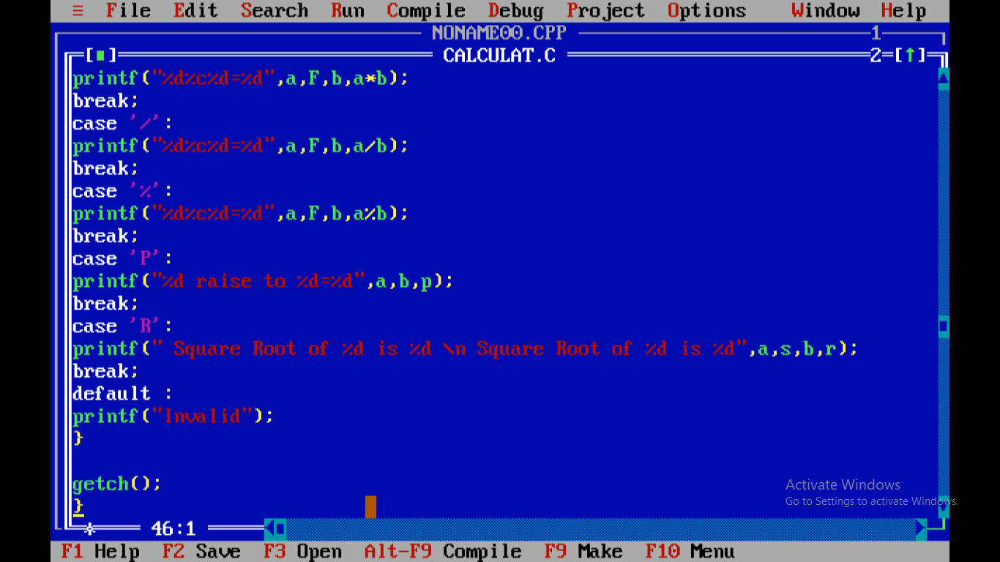 ≡ File Edit Search Run Compile Debug Project Options Window Help
NONAME00.CPP 1
[■] CALCULAT.C 2=[↑]
printf("%d%c%d=%d",a,F,b,a*b);
break;
case '/':
printf("%d%c%d=%d",a,F,b,a/b);
break;
case '%':
printf("%d%c%d=%d",a,F,b,a%b);
break;
case 'P':
printf("%d raise to %d=%d",a,b,p);
break;
case 'R':
printf(" Square Root of %d is %d \n Square Root of %d is %d",a,s,b,r);
break;
default :
printf("Invalid");
}
getch();
}
Activate Windows
Go to Settings to activate Windows.
46:1
F1 Help F2 Save F3 Open Alt-F9 Compile F9 Make F10 Menu